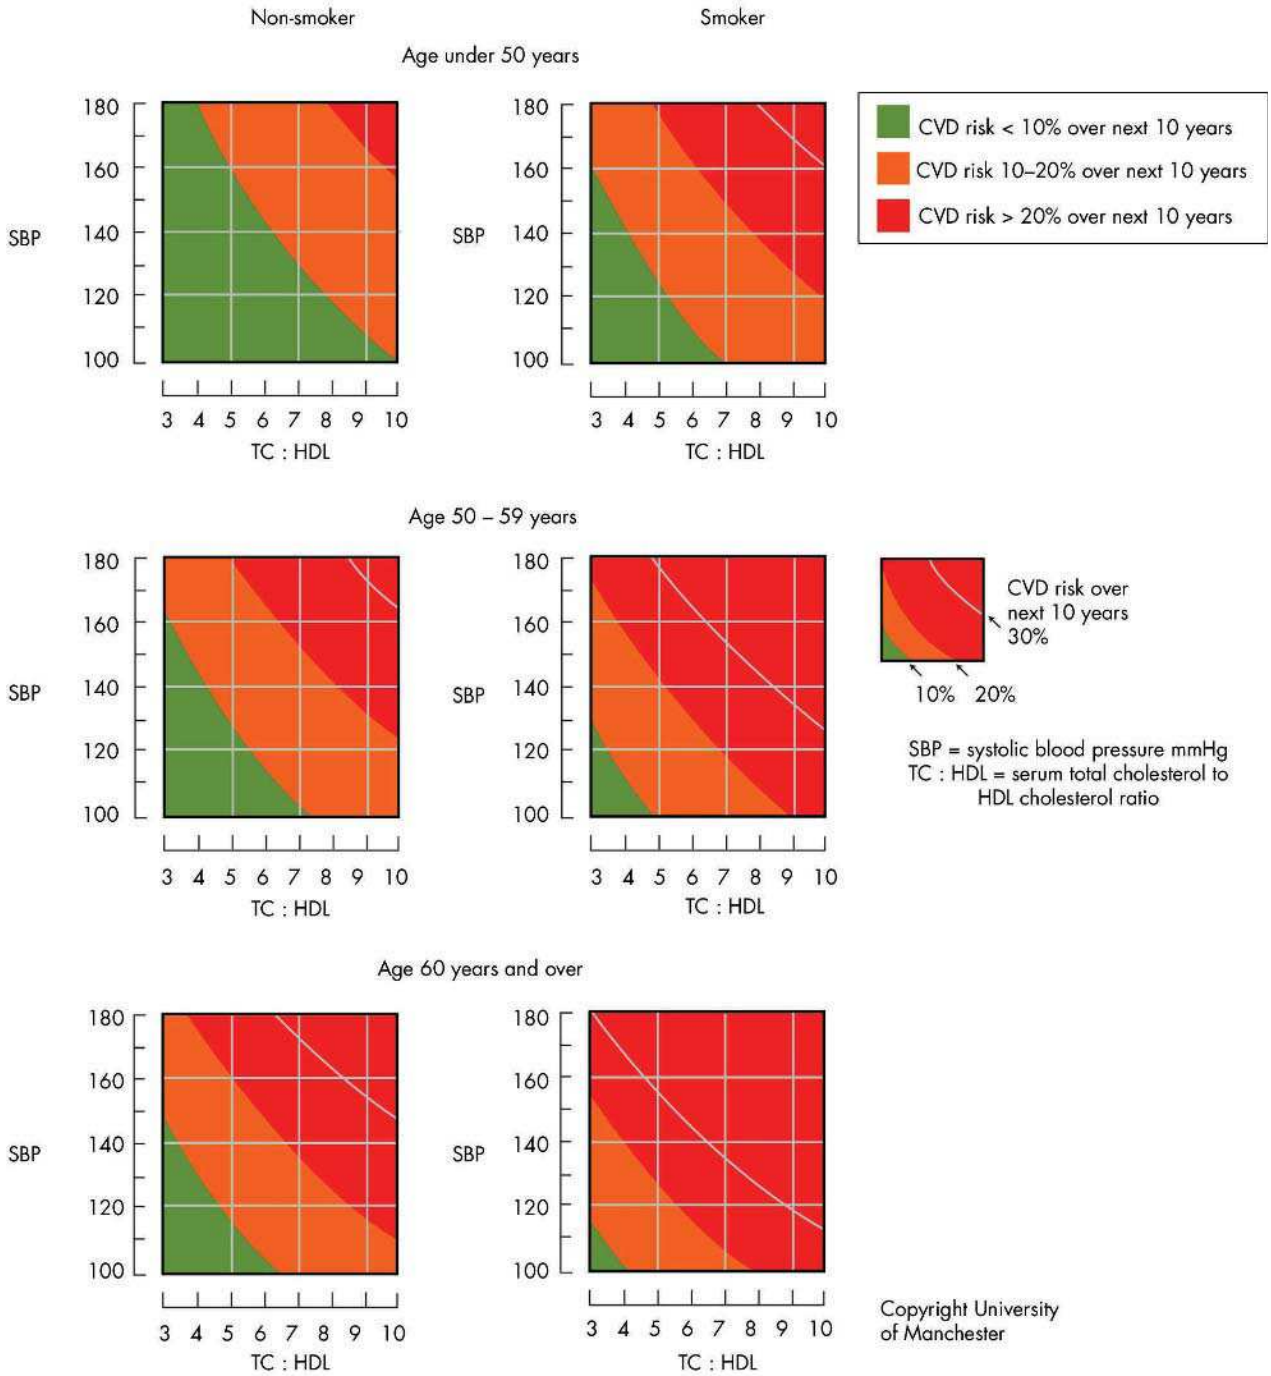 Non-smoker Smoker
Age under 50 years
180 180
160 160
SBP 140 SBP 140
120 120
100 100
3 4 5 6 7 8 9 10 3 4 5 6 7 8 9 10
TC : HDL TC : HDL
CVD risk < 10% over next 10 years
CVD risk 10–20% over next 10 years
CVD risk > 20% over next 10 years
Age 50 – 59 years
180 180
160 160
SBP 140 SBP 140
120 120
100 100
3 4 5 6 7 8 9 10 3 4 5 6 7 8 9 10
TC : HDL TC : HDL
CVD risk over
next 10 years
30%
10% 20%
SBP = systolic blood pressure mmHg
TC : HDL = serum total cholesterol to
HDL cholesterol ratio
Age 60 years and over
180 180
160 160
SBP 140 SBP 140
120 120
100 100
3 4 5 6 7 8 9 10 3 4 5 6 7 8 9 10
TC : HDL TC : HDL
Copyright University
of Manchester